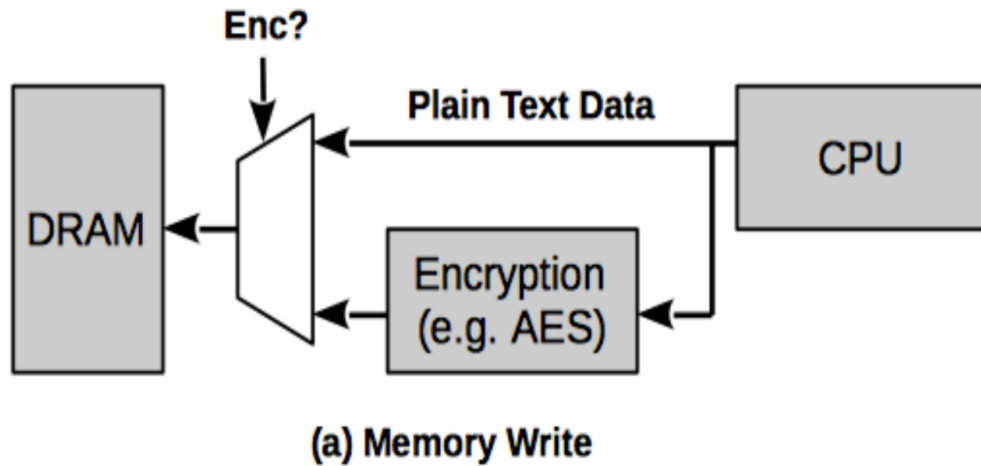 Enc?
Plain Text Data
CPU
DRAM
Encryption
(e.g. AES)
(a) Memory Write